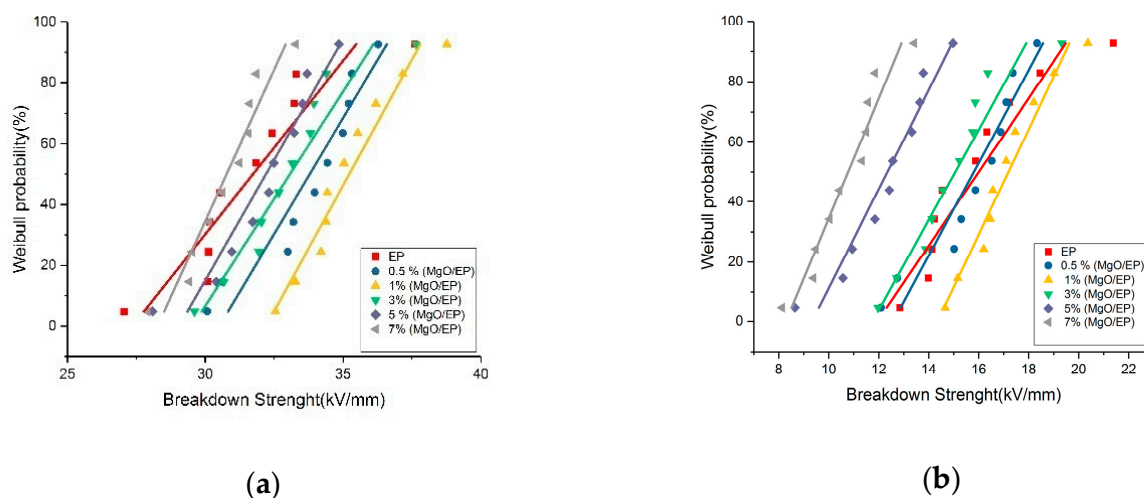 100
80
60
40
20
0
Weibull probability(%)
EP
0.5 % (MgO/EP)
1% (MgO/EP)
3% (MgO/EP)
5 % (MgO/EP)
7% (MgO/EP)
25 30 35 40
Breakdown Strenght(kV/mm)
(a)
100
80
60
40
20
0
Weibull probability(%)
EP
0.5% (MgO/EP)
1% (MgO/EP)
3% (MgO/EP)
5% (MgO/EP)
7% (MgO/EP)
8 10 12 14 16 18 20 22
Breakdown Strenght(kV/mm)
(b)